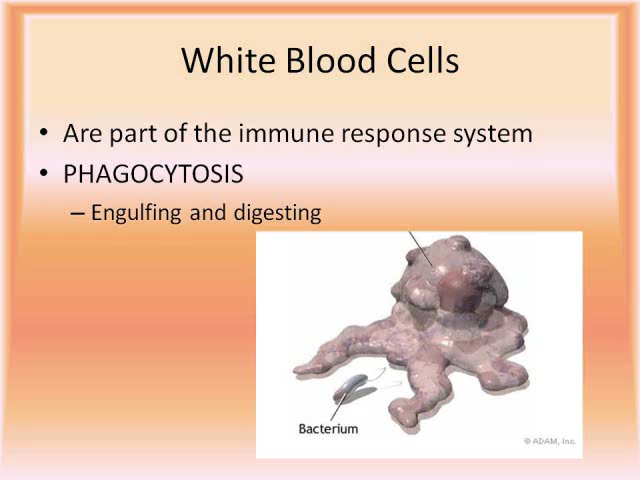 White Blood Cells
• Are part of the immune response system
• PHAGOCYTOSIS
– Engulfing and digesting
Bacterium
© ADAM, Inc.